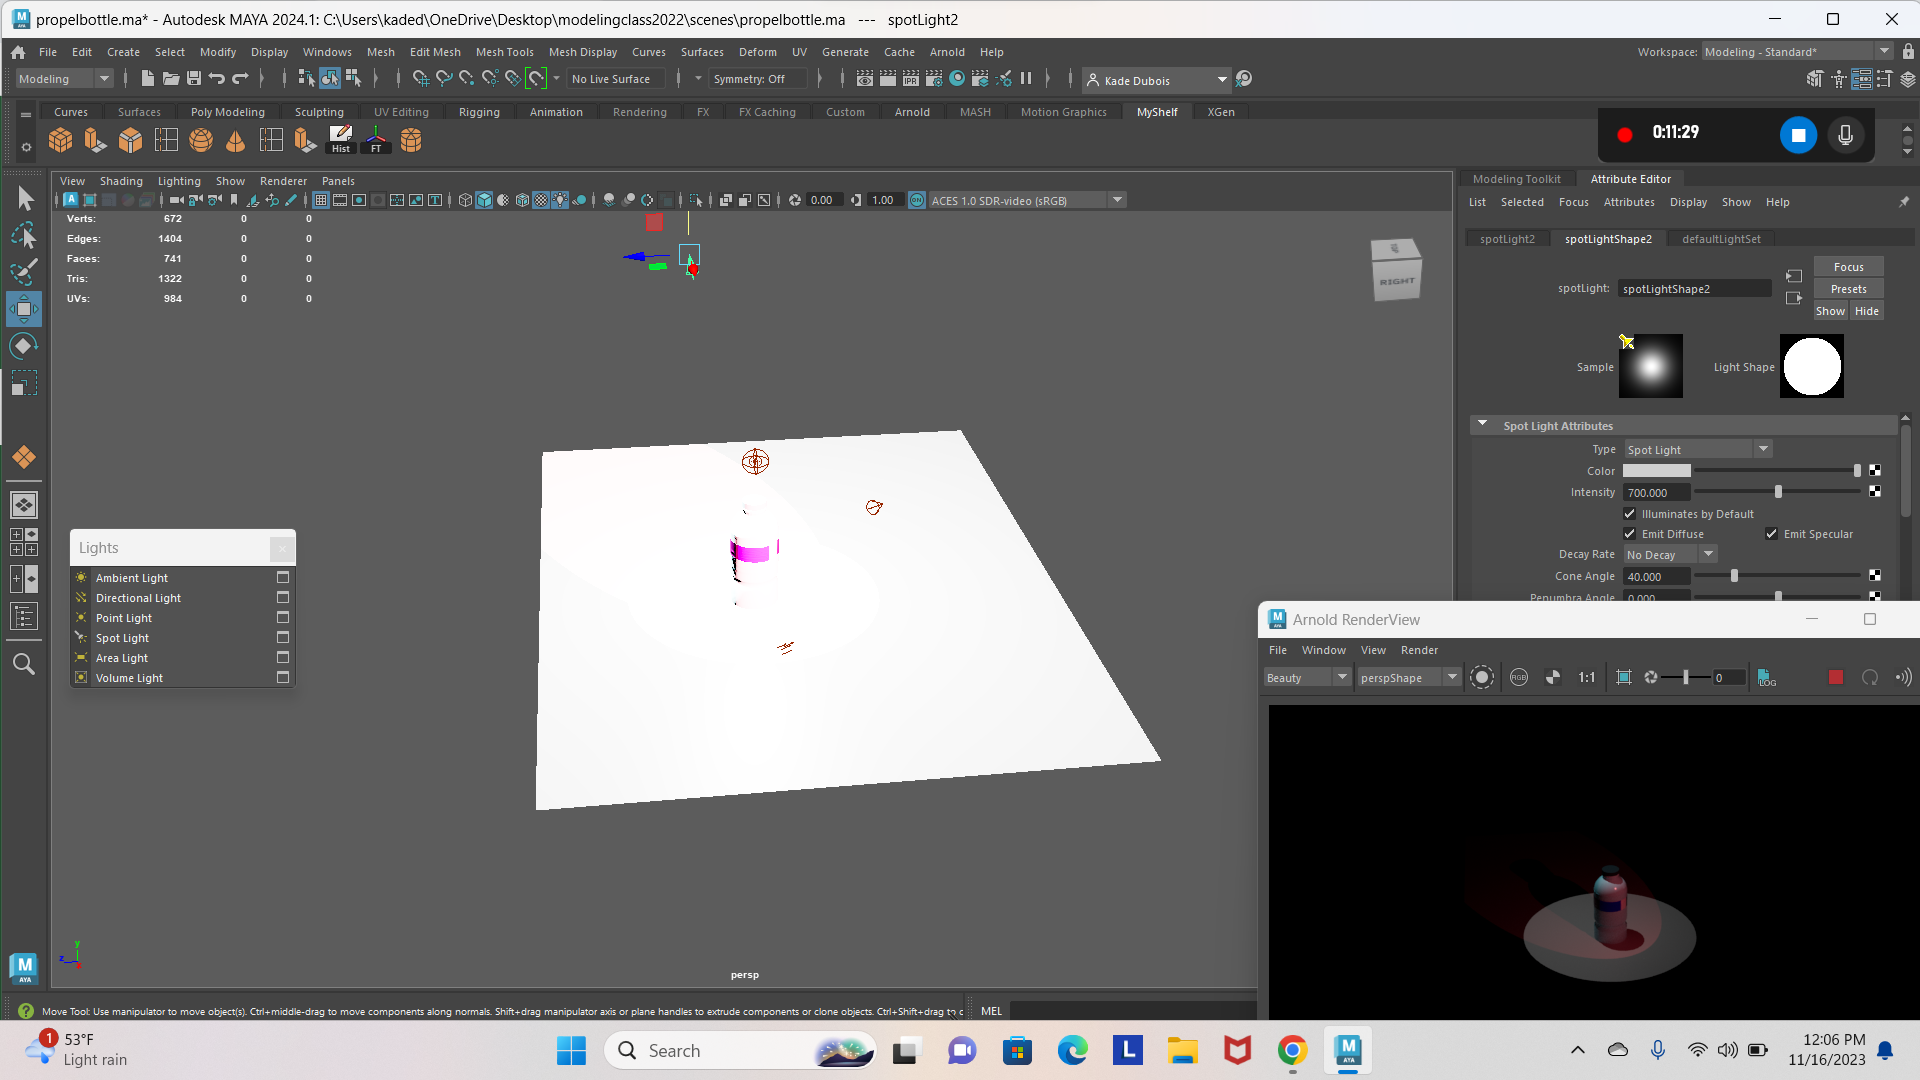 propelbottle.ma* - Autodesk MAYA 2024.1: C:\Users\kaded\OneDrive\Desktop\modelingclass2022\scenes\propelbottle.ma --- spotLight2
File Edit Create Select Modify Display Windows Mesh Edit Mesh Mesh Tools Mesh Display Curves Surfaces Deform UV Generate Cache Arnold Help
Workspace: Modeling - Standard*
Modeling
No Live Surface
Symmetry: Off
IPR
Kade Dubois
Curves Surfaces Poly Modeling Sculpting UV Editing Rigging Animation Rendering FX FX Caching Custom Arnold MASH Motion Graphics MyShelf XGen
Hist
FT
0:11:29
View Shading Lighting Show Renderer Panels
0.00
1.00
ON
ACES 1.0 SDR-video (sRGB)
Verts: 672 0 0
Edges: 1404 0 0
Faces: 741 0 0
Tris: 1322 0 0
UVs: 984 0 0
RIGHT
Modeling Toolkit Attribute Editor
List Selected Focus Attributes Display Show Help
spotLight2 spotLightShape2 defaultLightSet
spotLight: spotLightShape2
Focus
Presets
Show Hide
Sample
Light Shape
Spot Light Attributes
Type Spot Light
Color
Intensity 700.000
Illuminates by Default
Emit Diffuse Emit Specular
Decay Rate No Decay
Cone Angle 40.000
Penumbra Angle 0.000
Lights
Ambient Light
Directional Light
Point Light
Spot Light
Area Light
Volume Light
Arnold RenderView
File Window View Render
Beauty
perspShape
RGB
1:1
0
LOG
y
z
x
persp
M
AYA
Move Tool: Use manipulator to move object(s). Ctrl+middle-drag to move components along normals. Shift+drag manipulator axis or plane handles to extrude components or clone objects. Ctrl+Shift+drag to c
MEL
1
53°F
Light rain
Search
L
M
AYA
12:06 PM
11/16/2023